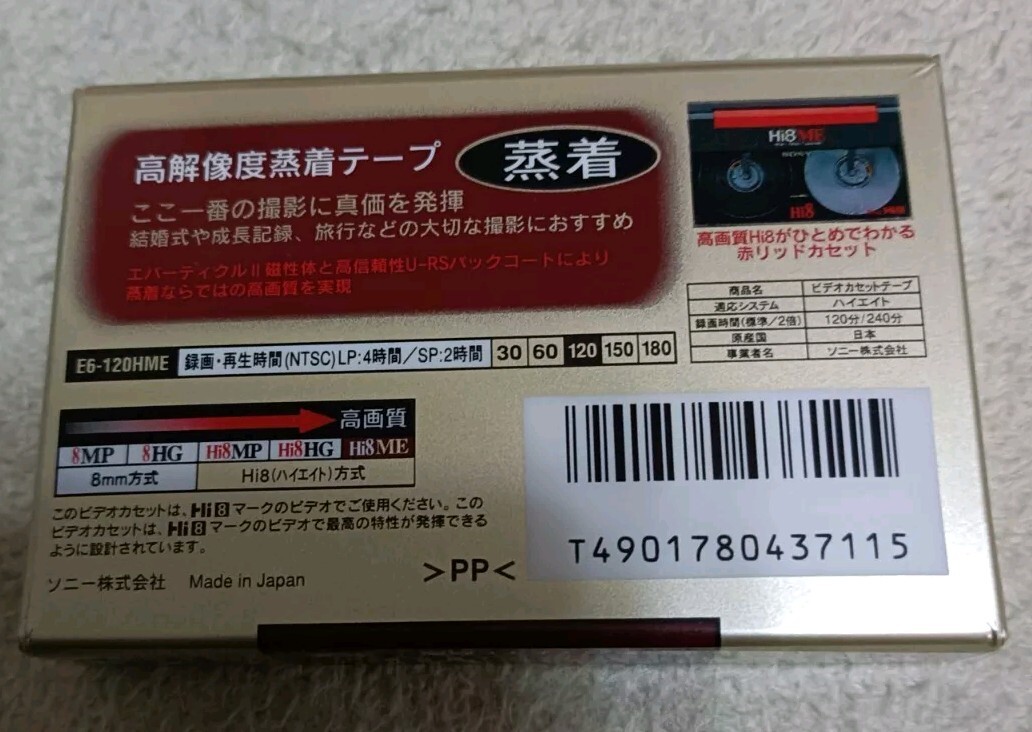 高解像度蒸着テープ 蒸着
ここ一番の撮影に真価を発揮
結婚式や成長記録、旅行などの大切な撮影におすすめ
エバーティクルⅡ磁性体と高信頼性U-RSバックコートにより
蒸着ならではの高画質を実現
Hi8ME
SONY
Hi8
高画質Hi8がひとめでわかる
赤リッドカセット
商品名 ビデオカセットテープ
適応システム ハイエイト
録画時間(標準/2倍) 120分/240分
原産国 日本
事業者名 ソニー株式会社
E6-120HME 録画・再生時間(NTSC)LP:4時間/SP:2時間 30 60 120 150 180
高画質
8MP 8HG Hi8MP Hi8HG Hi8ME
8mm方式 Hi8(ハイエイト)方式
このビデオカセットは、Hi8マークのビデオでご使用ください。この
ビデオカセットは、Hi8マークのビデオで最高の特性が発揮できる
ように設計されています。
ソニー株式会社 Made in Japan
>PP<
T4901780437115